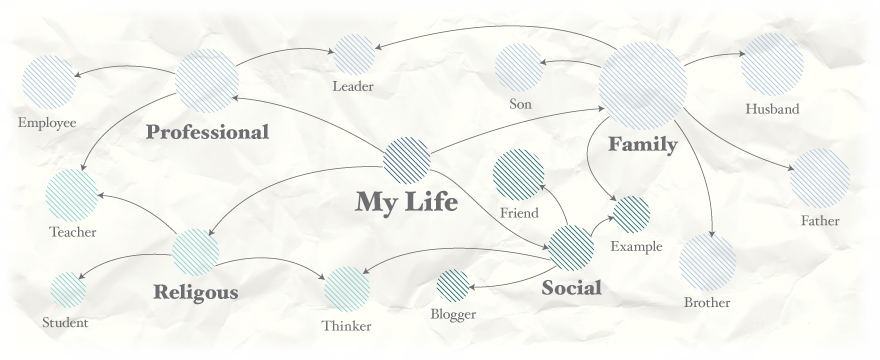 Leader
Son
Husband
Employee
Professional
Family
My Life
Friend
Father
Teacher
Example
Religous
Social
Brother
Student
Thinker
Blogger